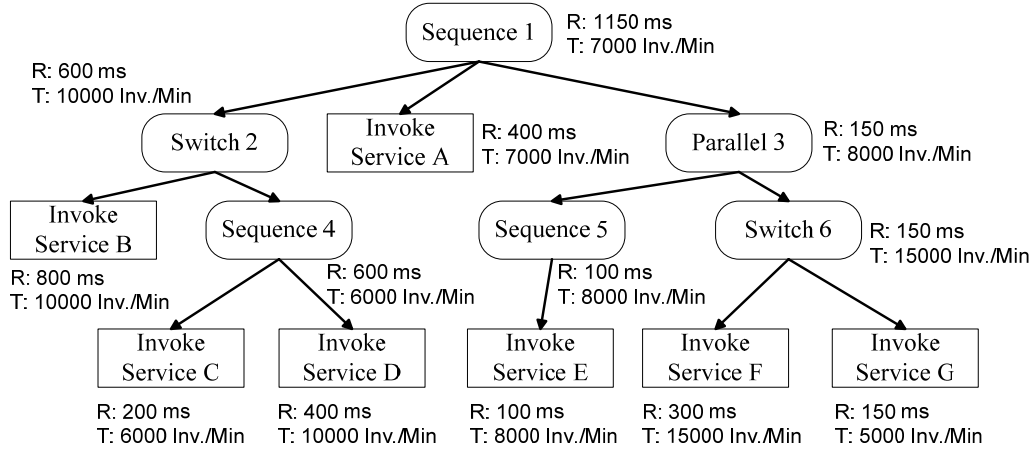 Sequence 1
R: 1150 ms
T: 7000 Inv./Min
R: 600 ms
T: 10000 Inv./Min
Switch 2
Invoke
Service A
R: 400 ms
T: 7000 Inv./Min
Parallel 3
R: 150 ms
T: 8000 Inv./Min
Invoke
Service B
R: 800 ms
T: 10000 Inv./Min
Sequence 4
R: 600 ms
T: 6000 Inv./Min
Sequence 5
R: 100 ms
T: 8000 Inv./Min
Switch 6
R: 150 ms
T: 15000 Inv./Min
Invoke
Service C
R: 200 ms
T: 6000 Inv./Min
Invoke
Service D
R: 400 ms
T: 10000 Inv./Min
Invoke
Service E
R: 100 ms
T: 8000 Inv./Min
Invoke
Service F
R: 300 ms
T: 15000 Inv./Min
Invoke
Service G
R: 150 ms
T: 5000 Inv./Min